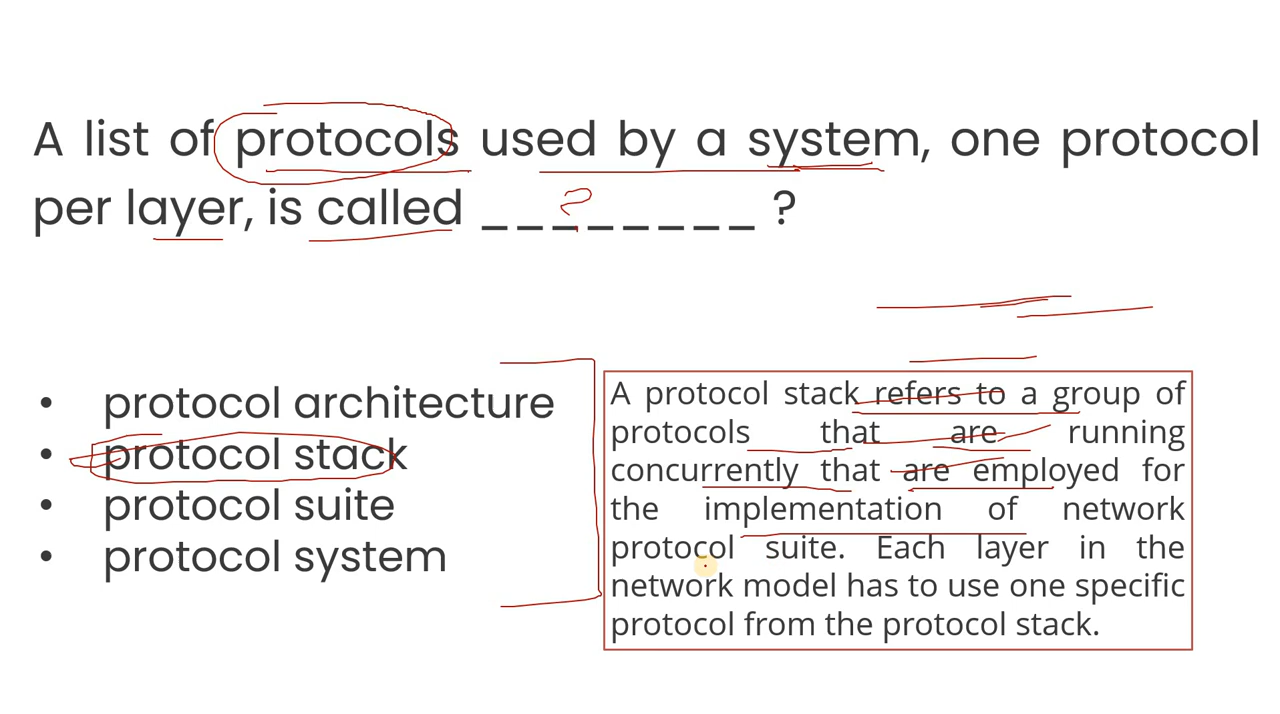 A list of protocols used by a system, one protocol
per layer, is called _ _ _ _ _ _ _ _ ?
?
• protocol architecture
• protocol stack
• protocol suite
• protocol system
A protocol stack refers to a group of
protocols that are running
concurrently that are employed for
the implementation of network
protocol suite. Each layer in the
network model has to use one specific
protocol from the protocol stack.